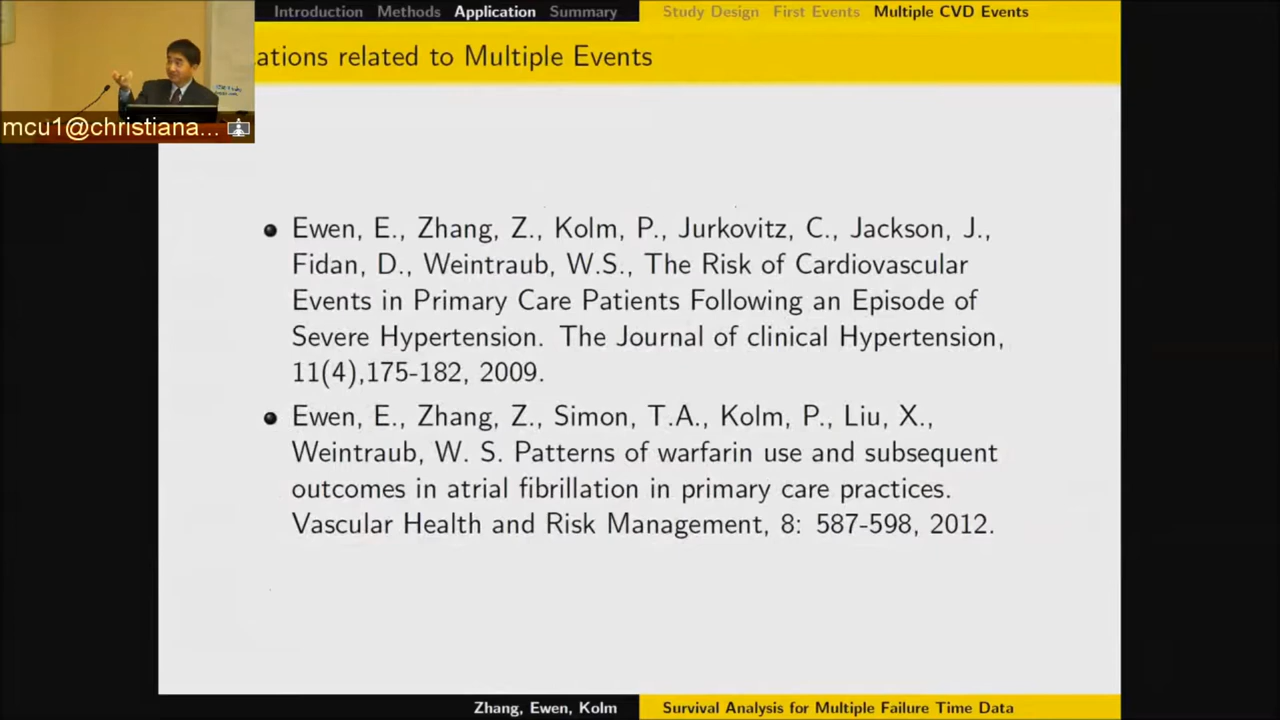 Introduction Methods Application Summary
Study Design First Events Multiple CVD Events
ations related to Multiple Events
mcu1@christiana...
Ewen, E., Zhang, Z., Kolm, P., Jurkovitz, C., Jackson, J.,
Fidan, D., Weintraub, W.S., The Risk of Cardiovascular
Events in Primary Care Patients Following an Episode of
Severe Hypertension. The Journal of clinical Hypertension,
11(4),175-182, 2009.
Ewen, E., Zhang, Z., Simon, T.A., Kolm, P., Liu, X.,
Weintraub, W. S. Patterns of warfarin use and subsequent
outcomes in atrial fibrillation in primary care practices.
Vascular Health and Risk Management, 8: 587-598, 2012.
Zhang, Ewen, Kolm
Survival Analysis for Multiple Failure Time Data